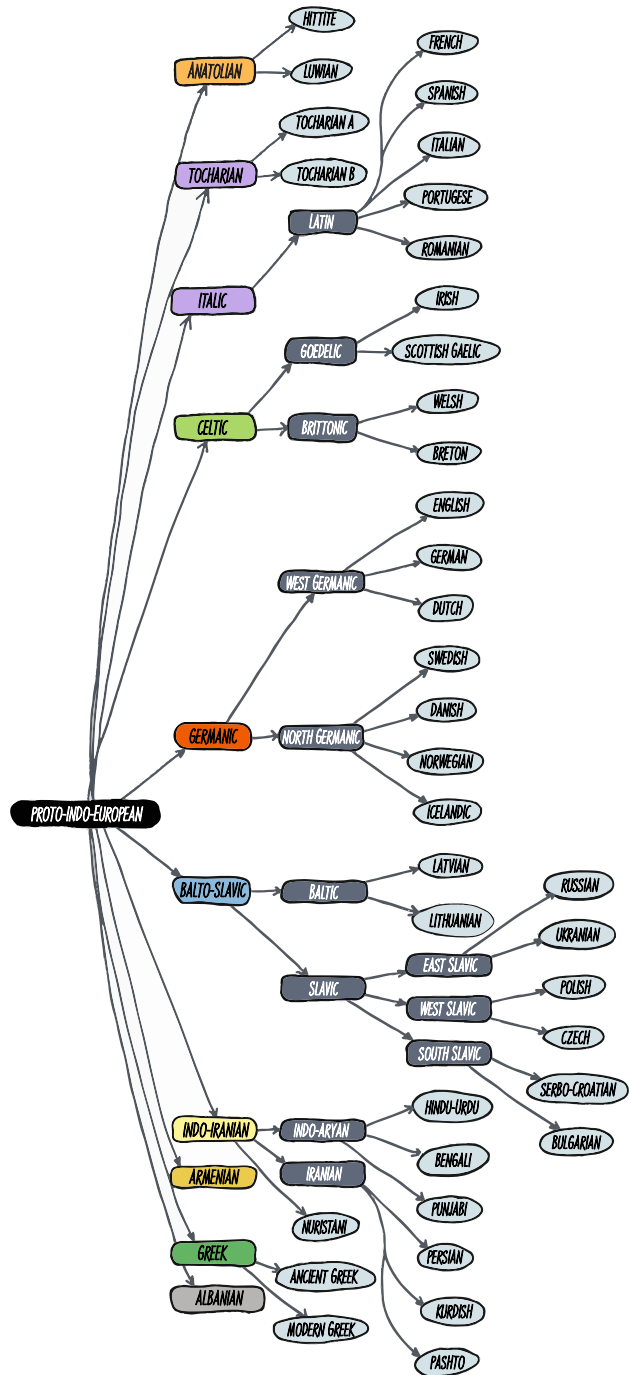 HITTITE
FRENCH
ANATOLIAN
LUWIAN
SPANISH
TOCHARIAN A
ITALIAN
TOCHARIAN
TOCHARIAN B
PORTUGESE
LATIN
ROMANIAN
ITALIC
IRISH
GOEDELIC
SCOTTISH GAELIC
WELSH
CELTIC
BRITTONIC
BRETON
ENGLISH
GERMAN
WEST GERMANIC
DUTCH
SWEDISH
DANISH
GERMANIC
NORTH GERMANIC
NORWEGIAN
ICELANDIC
PROTO-INDO-EUROPEAN
LATVIAN
RUSSIAN
BALTO-SLAVIC
BALTIC
LITHUANIAN
UKRANIAN
EAST SLAVIC
SLAVIC
POLISH
WEST SLAVIC
CZECH
SOUTH SLAVIC
SERBO-CROATIAN
HINDU-URDU
BULGARIAN
INDO-IRANIAN
INDO-ARYAN
BENGALI
ARMENIAN
IRANIAN
PUNJABI
NURISTANI
GREEK
PERSIAN
ANCIENT GREEK
ALBANIAN
KURDISH
MODERN GREEK
PASHTO